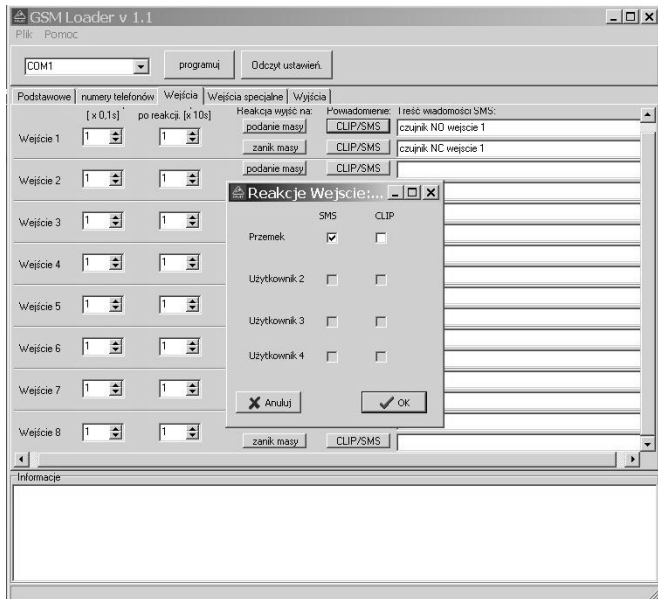 GSM Loader v 1.1
Plik Pomoc
COM1 programuj Odczyt ustawień.
Podstawowe numery telefonów Wejścia Wejścia specjalne Wyjścia
[ x 0,1s] po reakcji. [x 10s] Reakcja wyjść na: Powiadomienie: Treść wiadomości SMS:
Wejście 1 1 1 podanie masy CLIP/SMS czujnik NO wejscie 1
zanik masy CLIP/SMS czujnik NC wejscie 1
Wejście 2 1 1 podanie masy CLIP/SMS
Reakcje Wejscie:...
SMS CLIP
Przemek
Użytkownik 2
Użytkownik 3
Użytkownik 4
Anuluj OK
Wejście 3 1 1
Wejście 4 1 1
Wejście 5 1 1
Wejście 6 1 1
Wejście 7 1 1
Wejście 8 1 1
zanik masy CLIP/SMS
Informacje